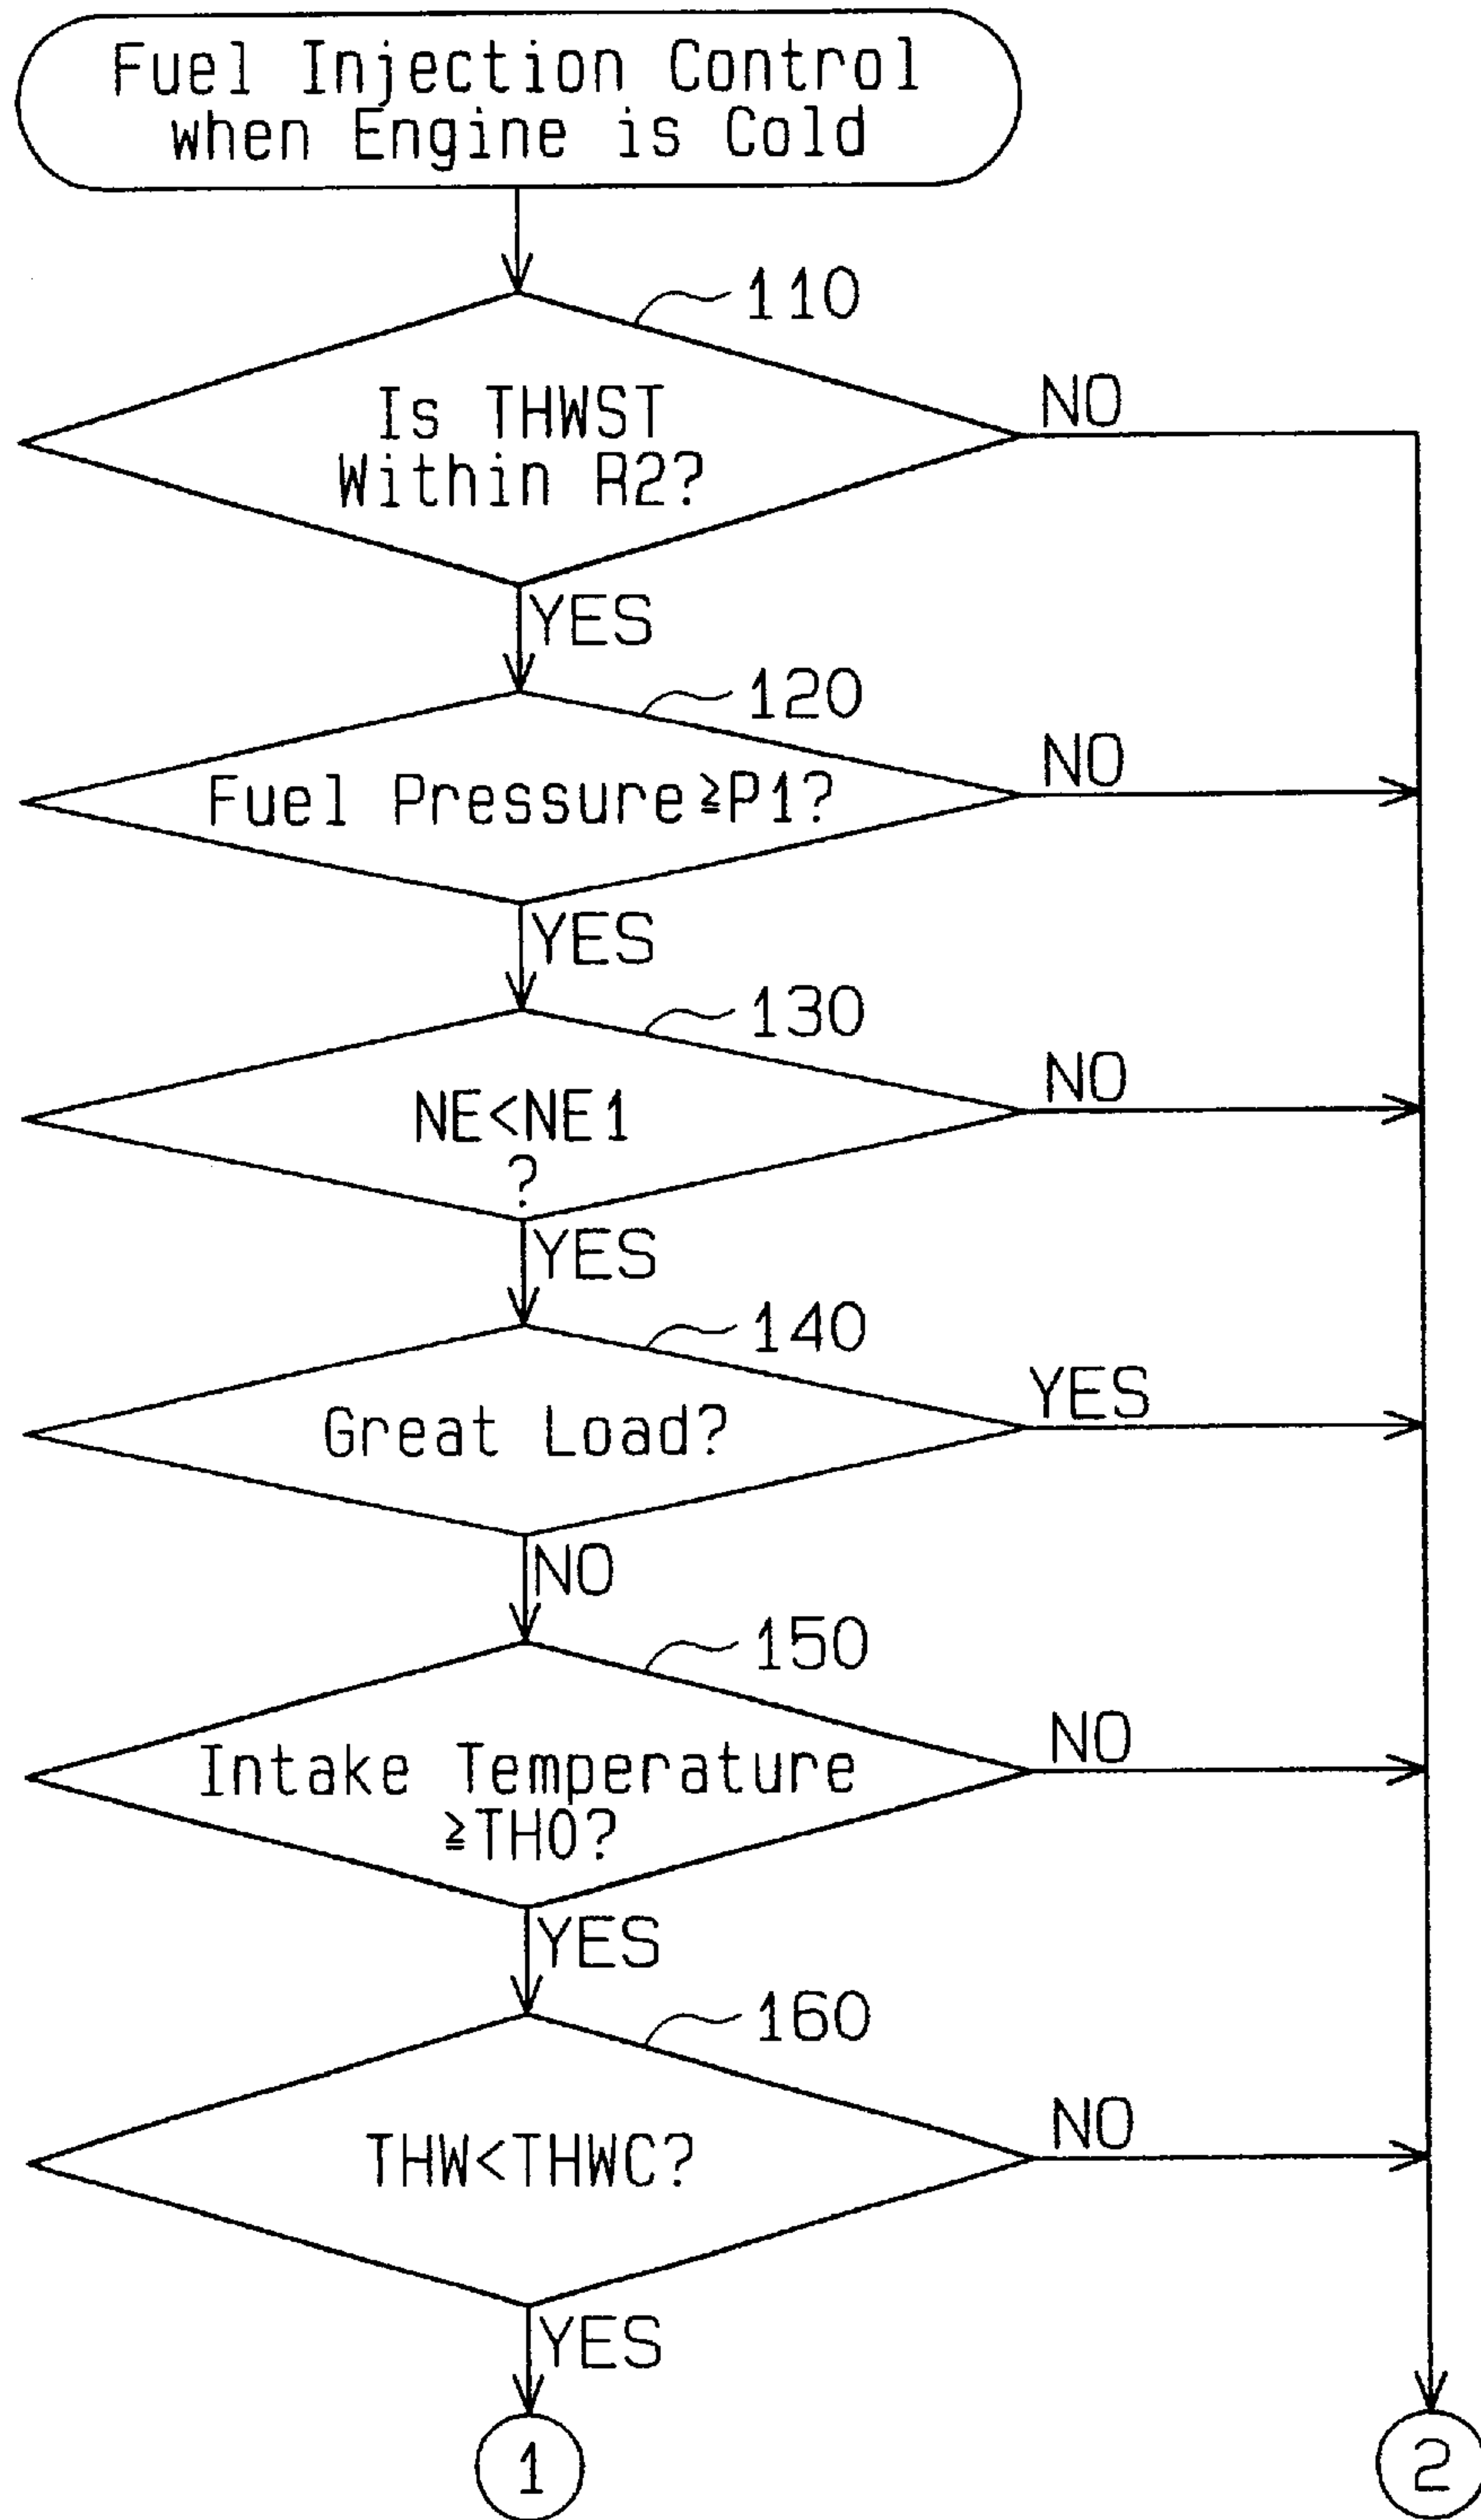 Fuel Injection Control
when Engine is Cold
110
Is THWST
Within R2?
NO
YES
120
Fuel Pressure≧P1?
NO
YES
130
NE<NE1
?
NO
YES
140
Great Load?
YES
NO
150
Intake Temperature
≧TH0?
NO
YES
160
THW<THWC?
NO
YES
1
2